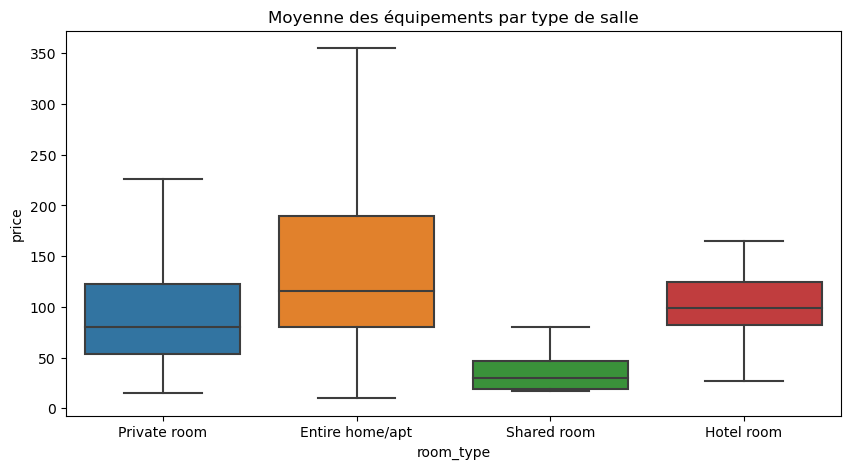 Moyenne des équipements par type de salle
350
300
250
200
150
100
50
0
price
Private room
Entire home/apt
Shared room
Hotel room
room_type